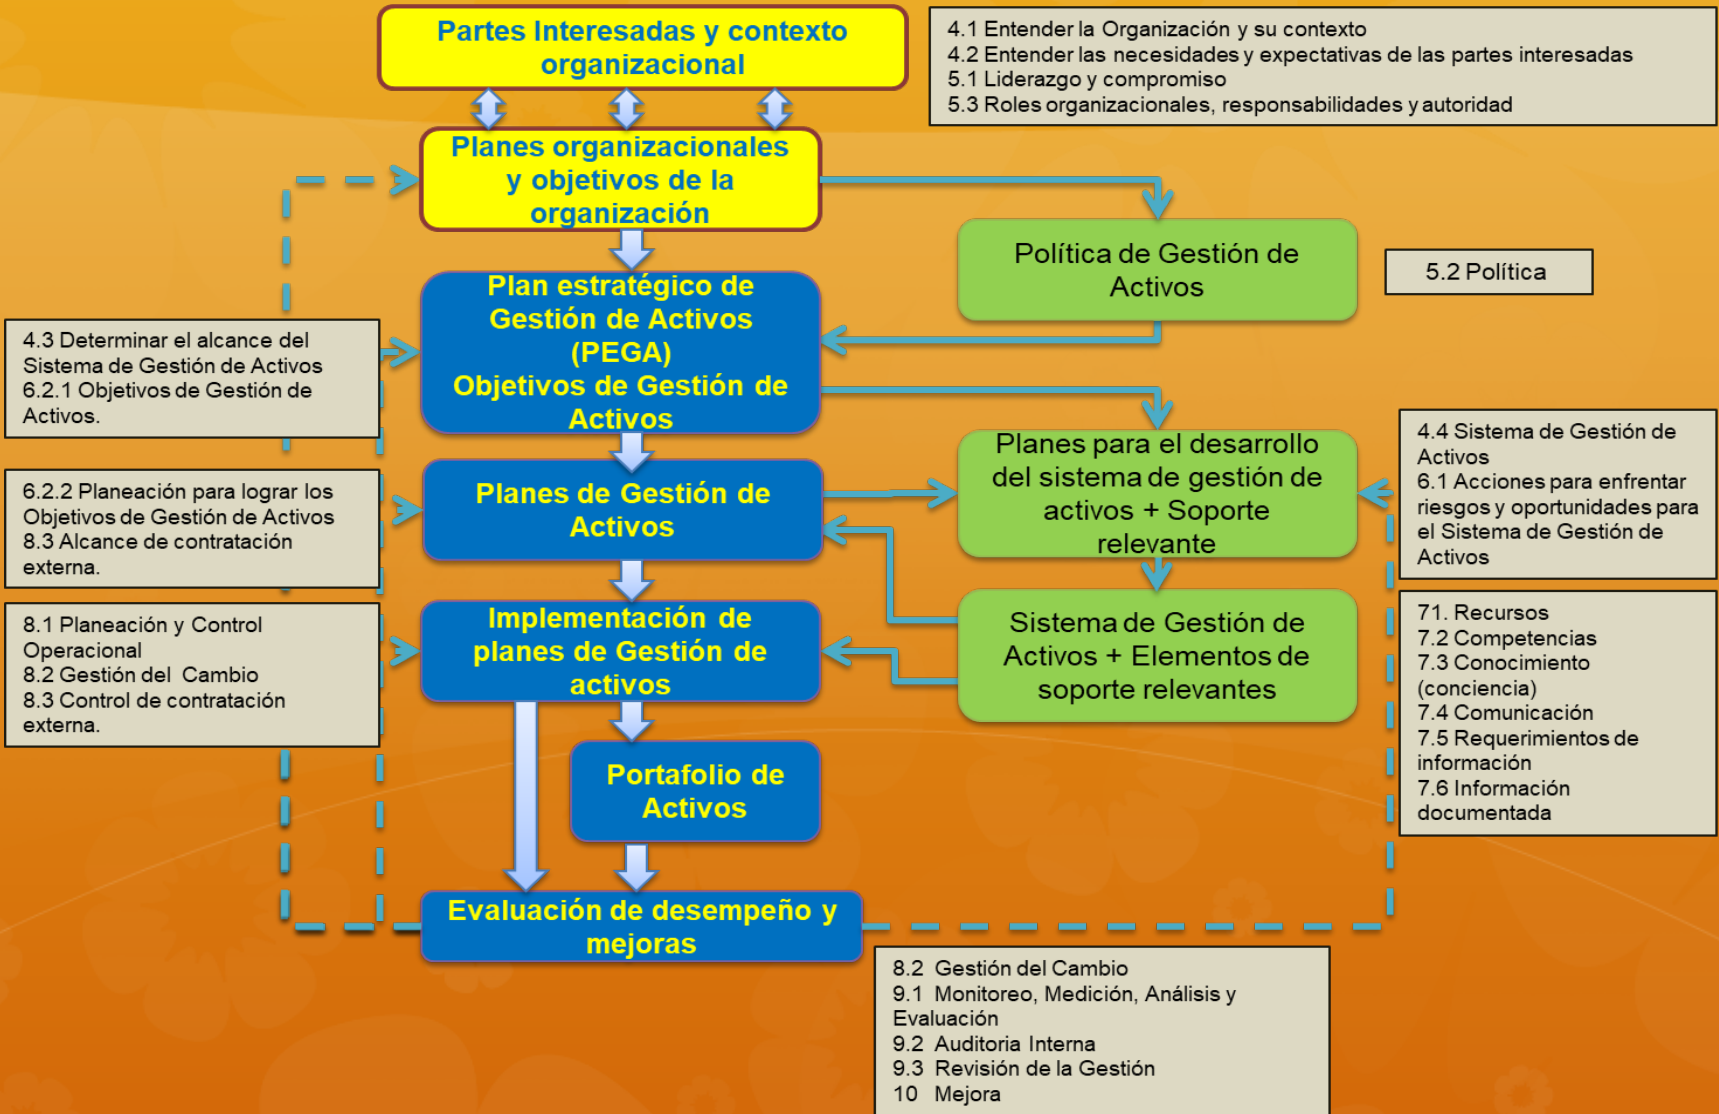 Partes Interesadas y contexto
organizacional
4.1 Entender la Organización y su contexto
4.2 Entender las necesidades y expectativas de las partes interesadas
5.1 Liderazgo y compromiso
5.3 Roles organizacionales, responsabilidades y autoridad
Planes organizacionales
y objetivos de la
organización
Política de Gestión de
Activos
5.2 Política
Plan estratégico de
Gestión de Activos
(PEGA)
Objetivos de Gestión de
Activos
4.3 Determinar el alcance del
Sistema de Gestión de Activos
6.2.1 Objetivos de Gestión de
Activos.
Planes para el desarrollo
del sistema de gestión de
activos + Soporte
relevante
4.4 Sistema de Gestión de
Activos
6.1 Acciones para enfrentar
riesgos y oportunidades para
el Sistema de Gestión de
Activos
6.2.2 Planeación para lograr los
Objetivos de Gestión de Activos
8.3 Alcance de contratación
externa.
Planes de Gestión de
Activos
8.1 Planeación y Control
Operacional
8.2 Gestión del  Cambio
8.3 Control de contratación
externa.
Implementación de
planes de Gestión de
activos
Sistema de Gestión de
Activos + Elementos de
soporte relevantes
71. Recursos
7.2 Competencias
7.3 Conocimiento
(conciencia)
7.4 Comunicación
7.5 Requerimientos de
información
7.6 Información
documentada
Portafolio de
Activos
Evaluación de desempeño y
mejoras
8.2  Gestión del Cambio
9.1  Monitoreo, Medición, Análisis y
Evaluación
9.2  Auditoria Interna
9.3  Revisión de la Gestión
10   Mejora